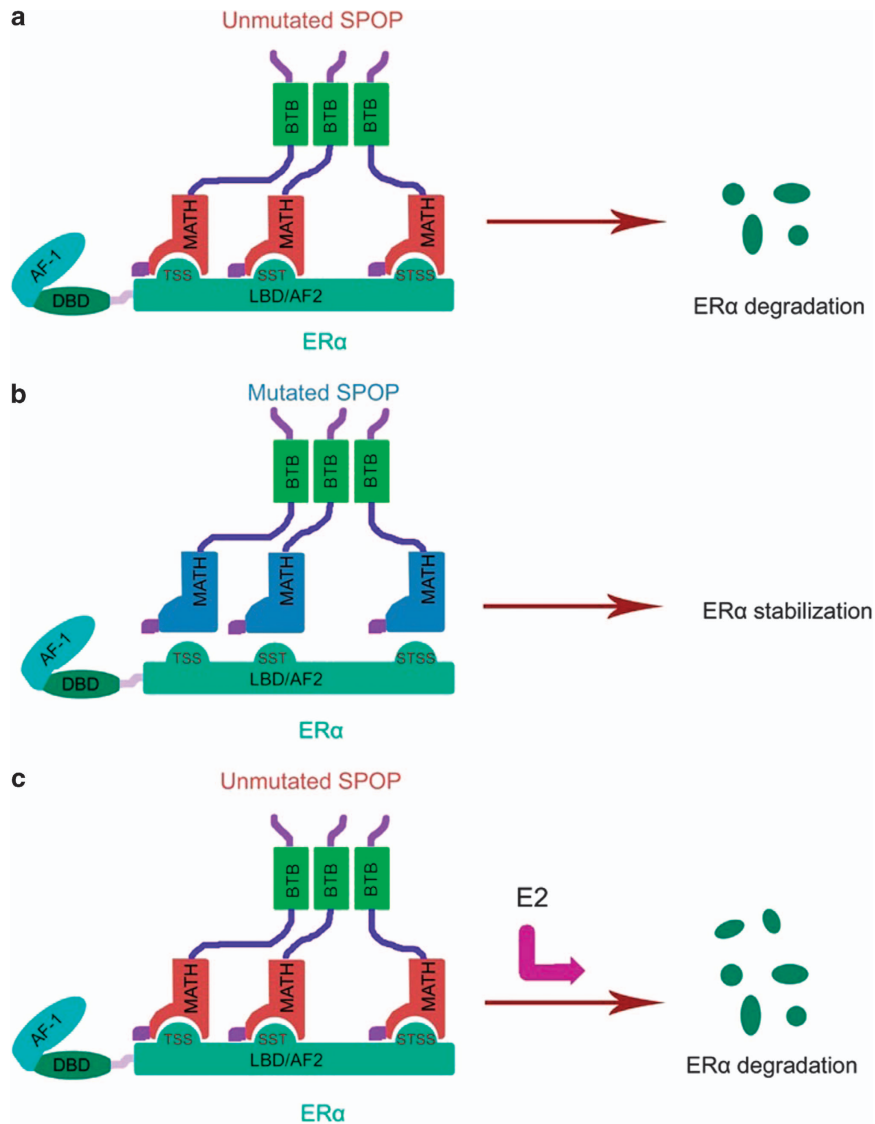 a
Unmutated SPOP
BTB BTB BTB
MATH MATH MATH
TSS SST STSS
AF-1
DBD
LBD/AF2
ERα
ERα degradation
b
Mutated SPOP
BTB BTB BTB
MATH MATH MATH
TSS SST STSS
AF-1
DBD
LBD/AF2
ERα
ERα stabilization
c
Unmutated SPOP
BTB BTB BTB
E2
MATH MATH MATH
TSS SST STSS
AF-1
DBD
LBD/AF2
ERα
ERα degradation